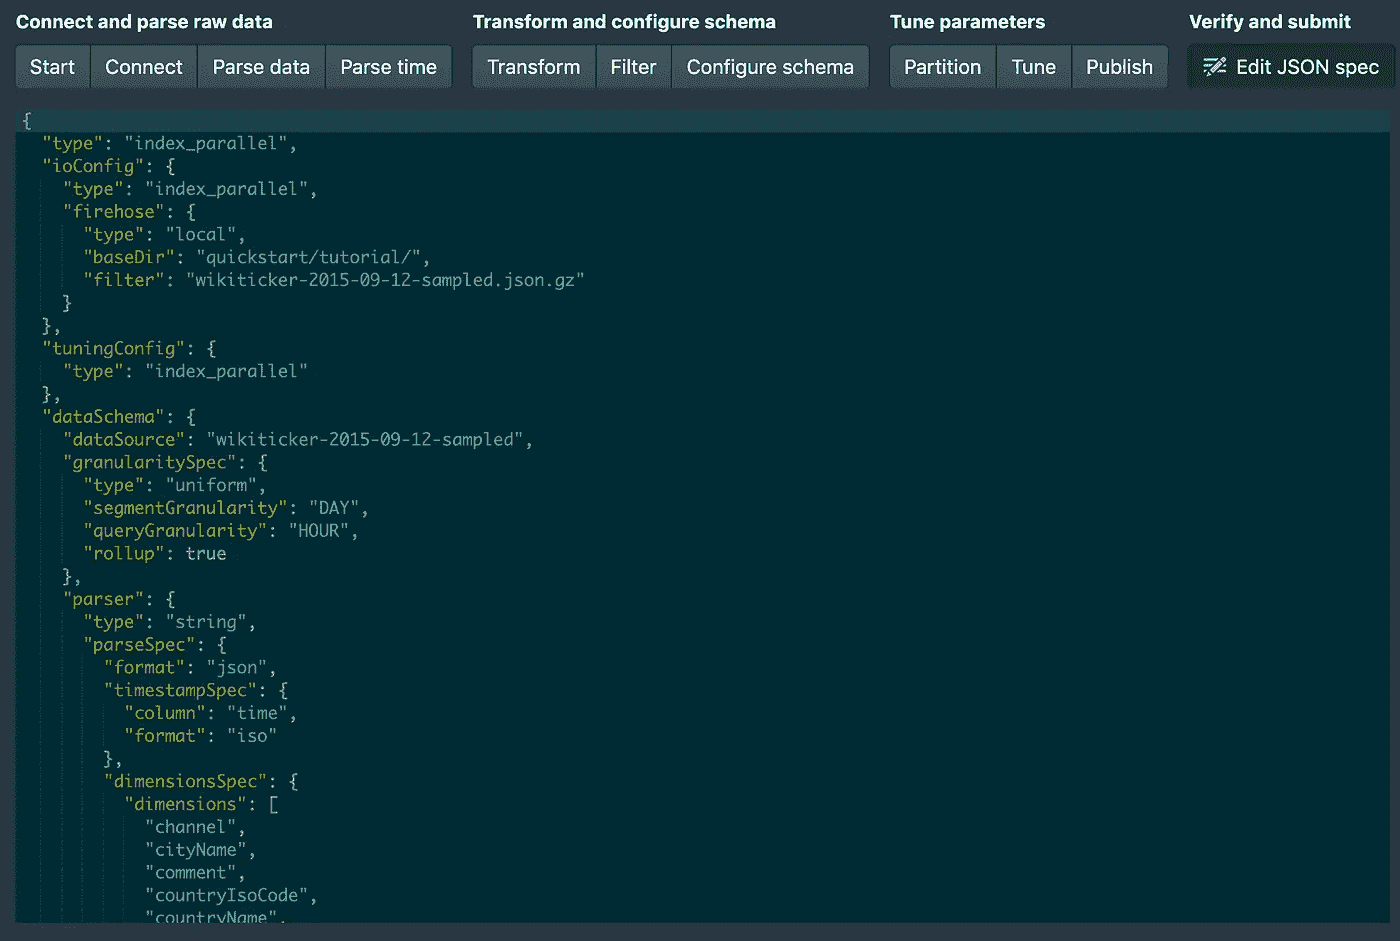 Connect and parse raw data Transform and configure schema Tune parameters Verify and submit
Start Connect Parse data Parse time Transform Filter Configure schema Partition Tune Publish Edit JSON spec
{
"type": "index_parallel",
"ioConfig": {
"type": "index_parallel",
"firehose": {
"type": "local",
"baseDir": "quickstart/tutorial/",
"filter": "wikiticker-2015-09-12-sampled.json.gz"
}
},
"tuningConfig": {
"type": "index_parallel"
},
"dataSchema": {
"dataSource": "wikiticker-2015-09-12-sampled",
"granularitySpec": {
"type": "uniform",
"segmentGranularity": "DAY",
"queryGranularity": "HOUR",
"rollup": true
},
"parser": {
"type": "string",
"parseSpec": {
"format": "json",
"timestampSpec": {
"column": "time",
"format": "iso"
},
"dimensionsSpec": {
"dimensions": [
"channel",
"cityName",
"comment",
"countryIsoCode",
"countryName",